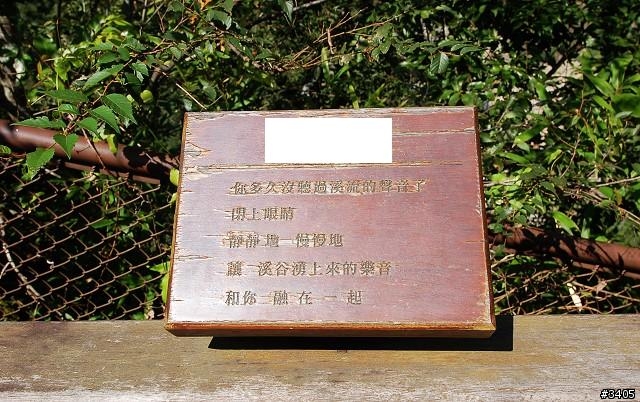 你多久沒聽過溪流的聲音了
閉上眼睛
靜靜地 慢慢地
讓 溪谷湧上來的樂音
和你 融在一起
#3405